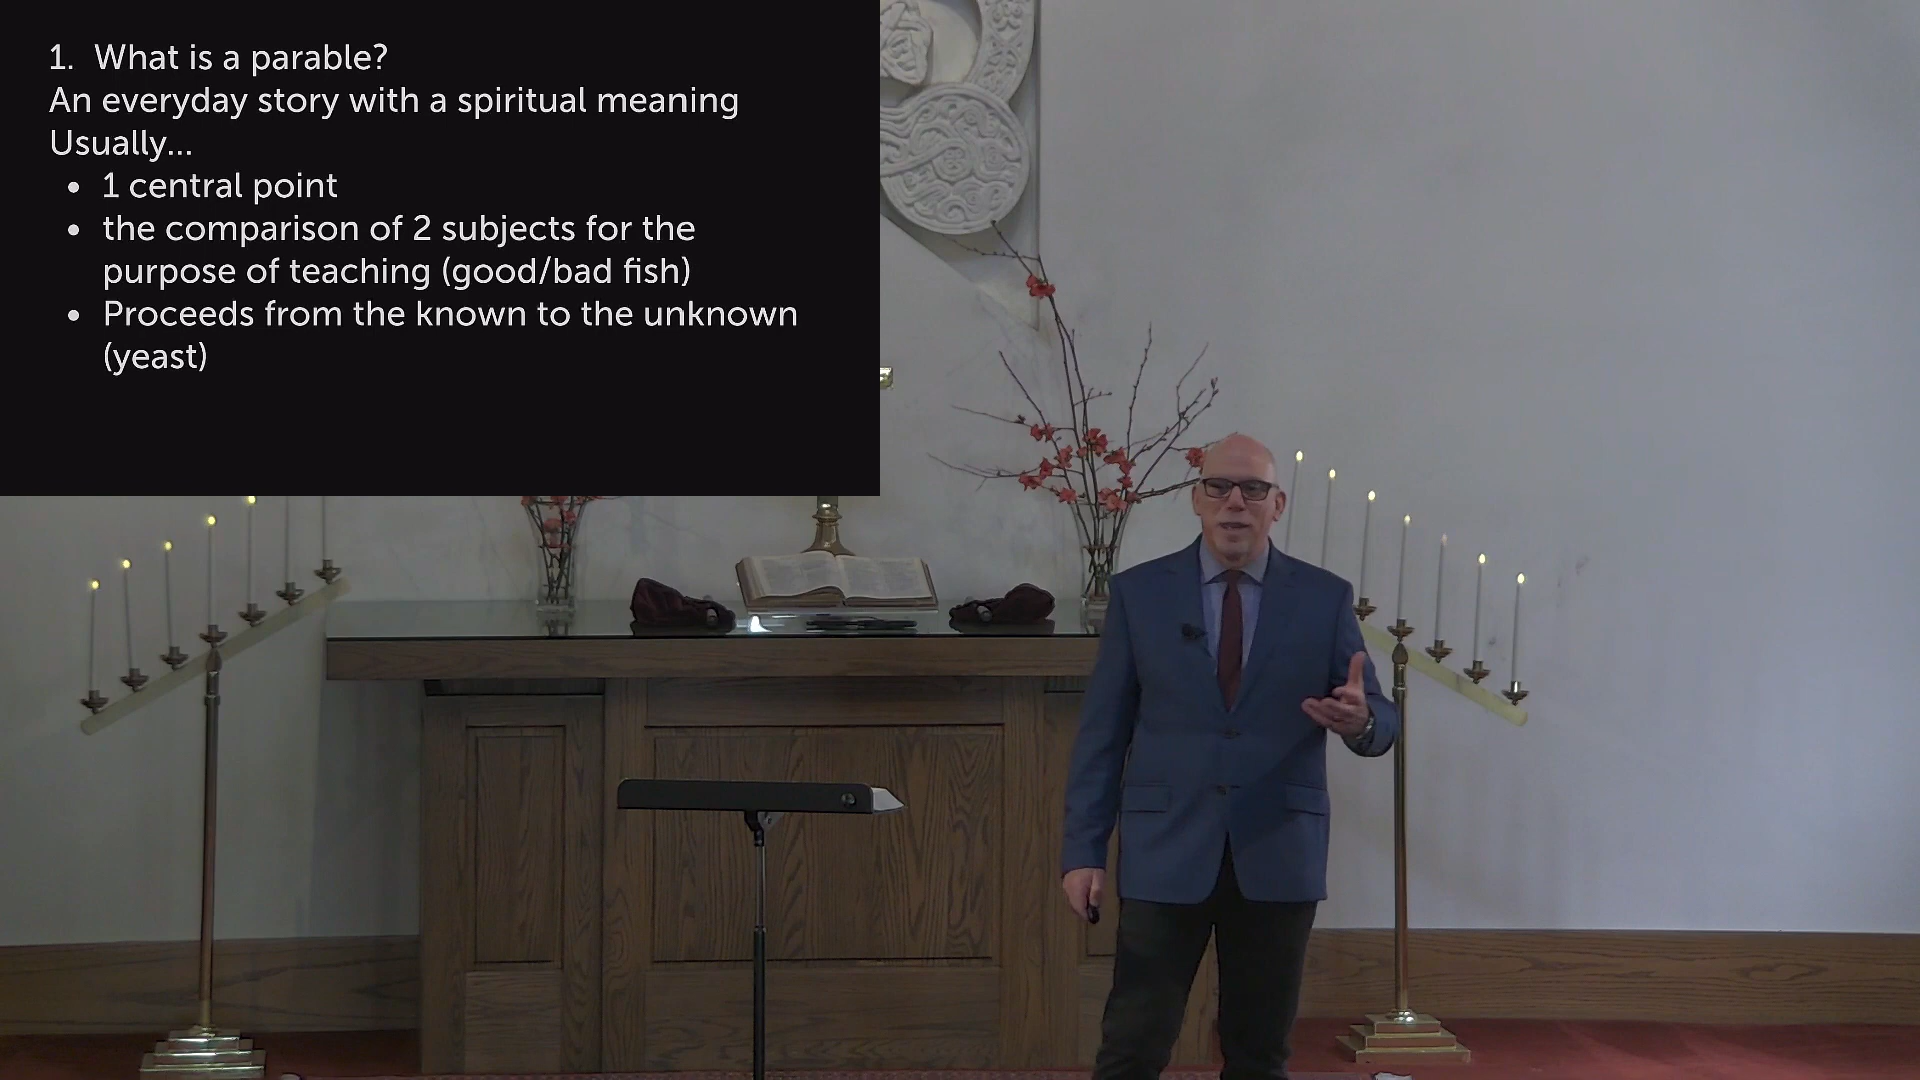 1. What is a parable?
An everyday story with a spiritual meaning
Usually...
• 1 central point
• the comparison of 2 subjects for the
purpose of teaching (good/bad fish)
• Proceeds from the known to the unknown
(yeast)